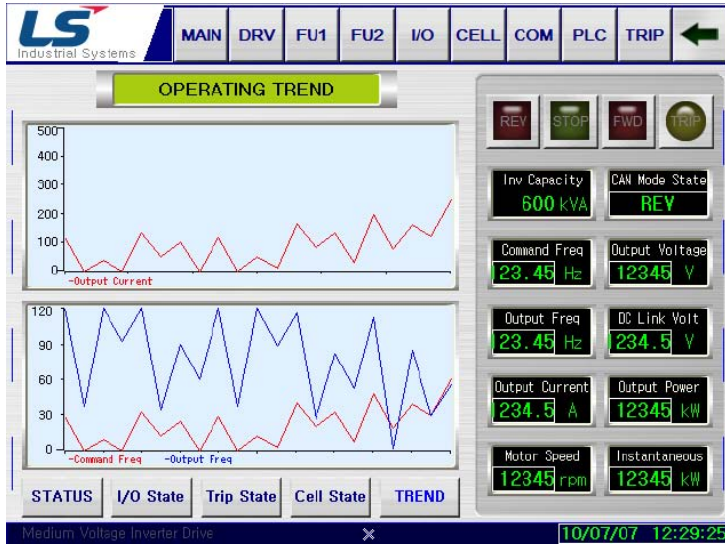 LS
Industrial Systems
MAIN DRV FU1 FU2 I/O CELL COM PLC TRIP
OPERATING TREND
REV STOP FWD TRIP
500
400
300
200
100
0
-Output Current
120
90
60
30
0
-Command Freq -Output Freq
Inv Capacity
600 kVA
CAN Mode State
REV
Command Freq
23.45 Hz
Output Voltage
12345 V
Output Freq
23.45 Hz
DC Link Volt
234.5 V
Output Current
234.5 A
Output Power
12345 kW
Motor Speed
12345 rpm
Instantaneous
12345 kW
STATUS I/O State Trip State Cell State TREND
Medium Voltage Inverter Drive
10/07/07 12:29:25